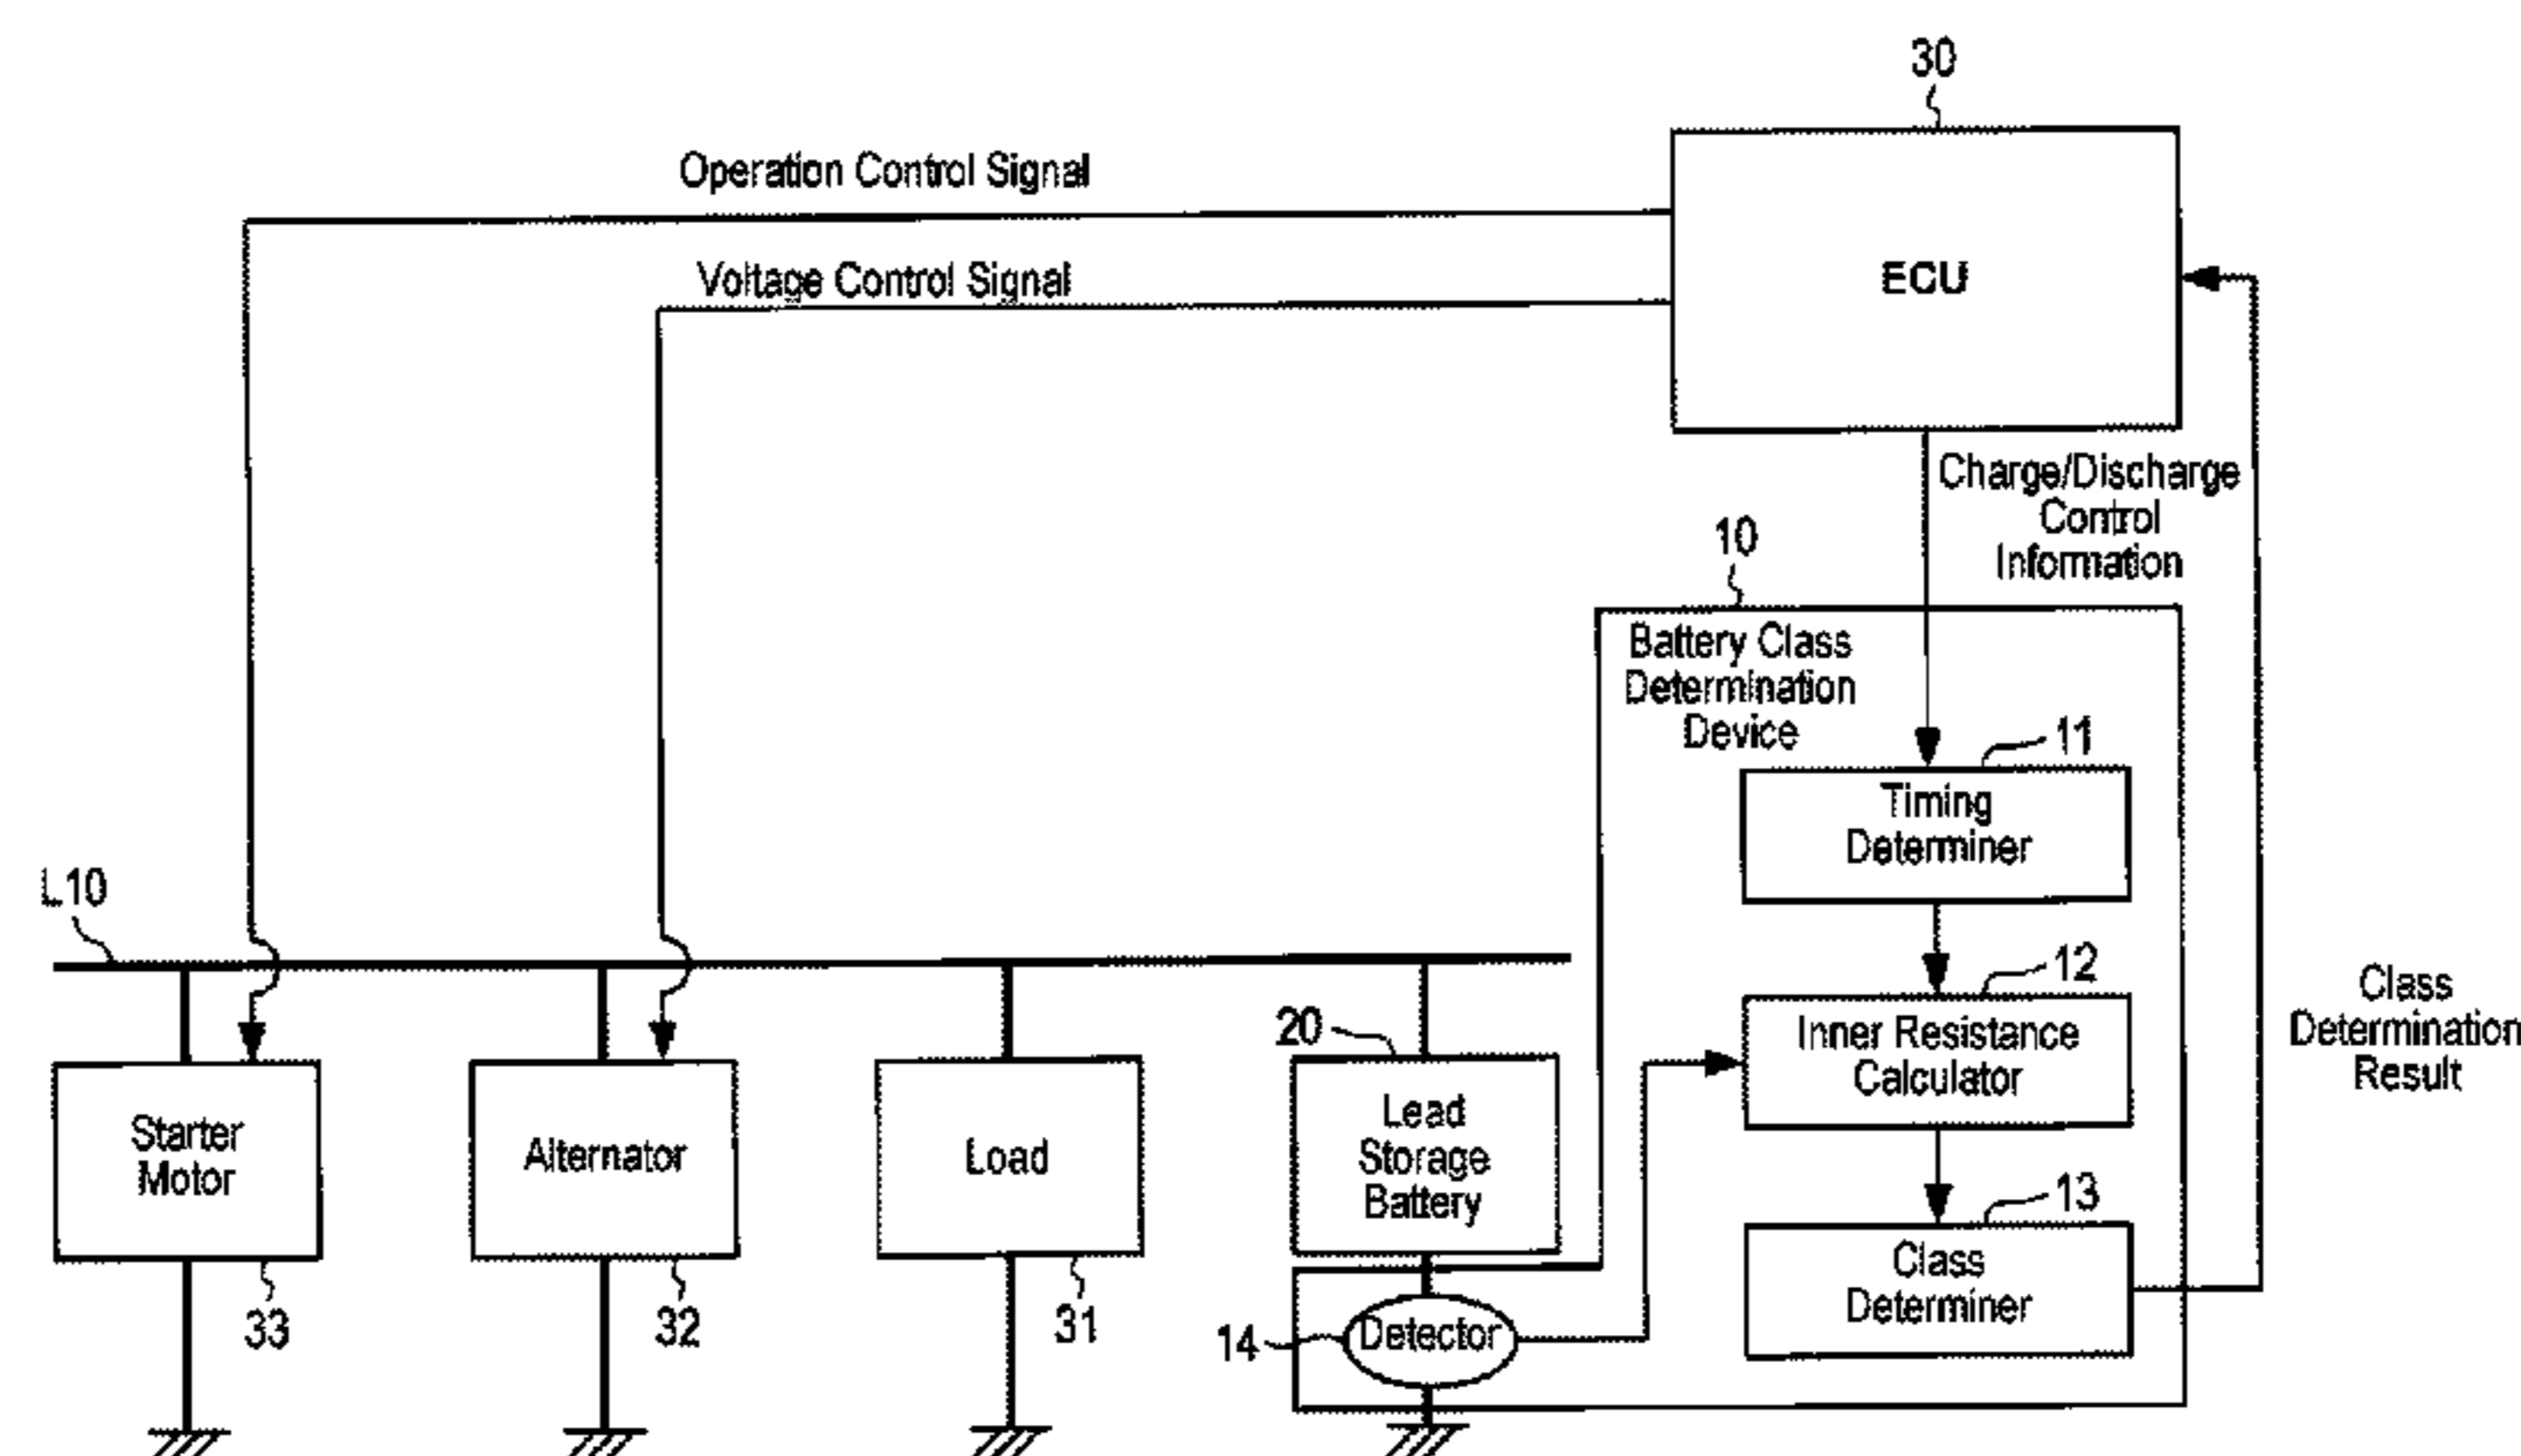 30
Operation Control Signal
Voltage Control Signal
ECU
Charge/Discharge
Control
Information
10
Battery Class
Determination
Device
11
Timing
Determiner
L10
12
Inner Resistance
Calculator
Class
Determination
Result
20
Lead
Storage
Battery
Starter
Motor
Alternator
Load
13
Class
Determiner
33
32
31
14
Detector